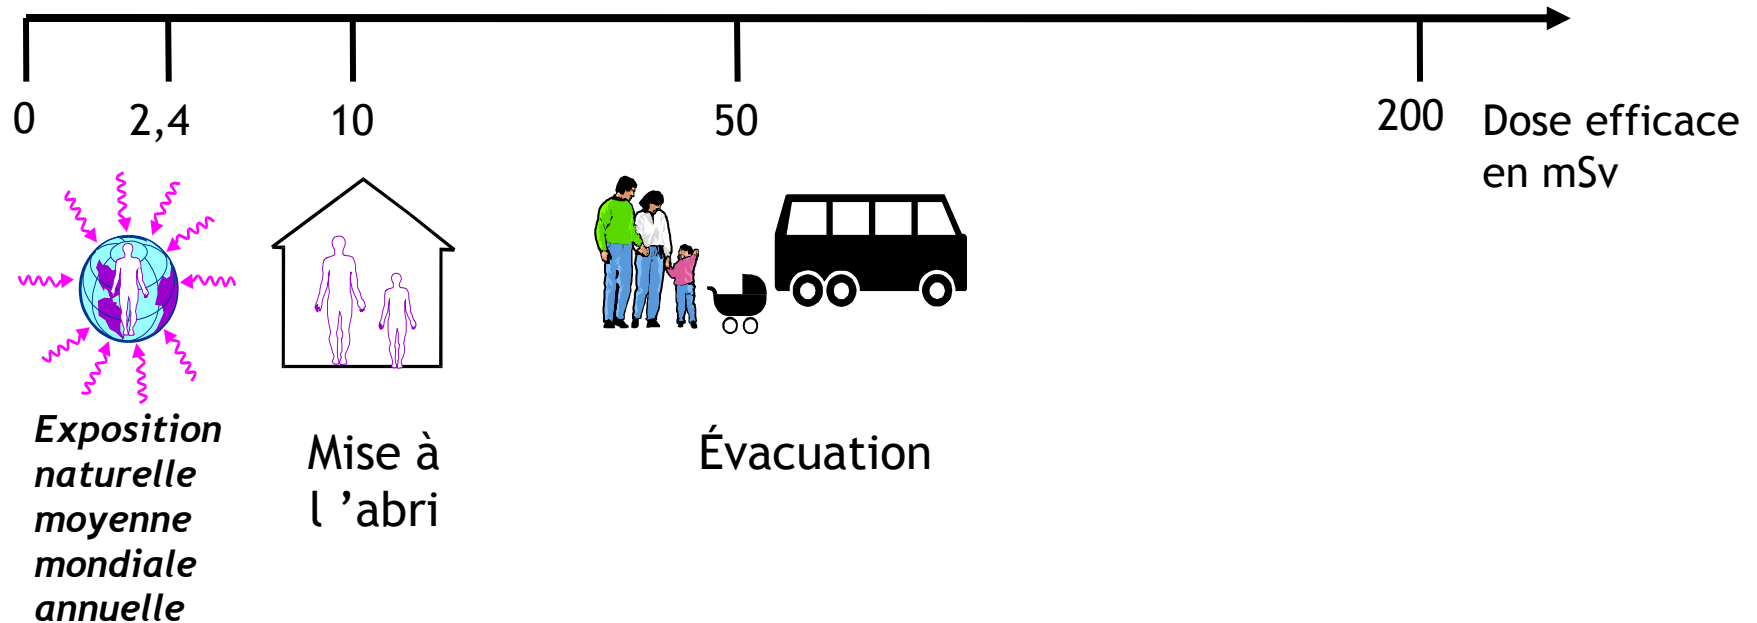 0
2,4
10
50
200
Dose efficace
en mSv
Exposition
naturelle
moyenne
mondiale
annuelle
Mise à
l ’abri
Évacuation